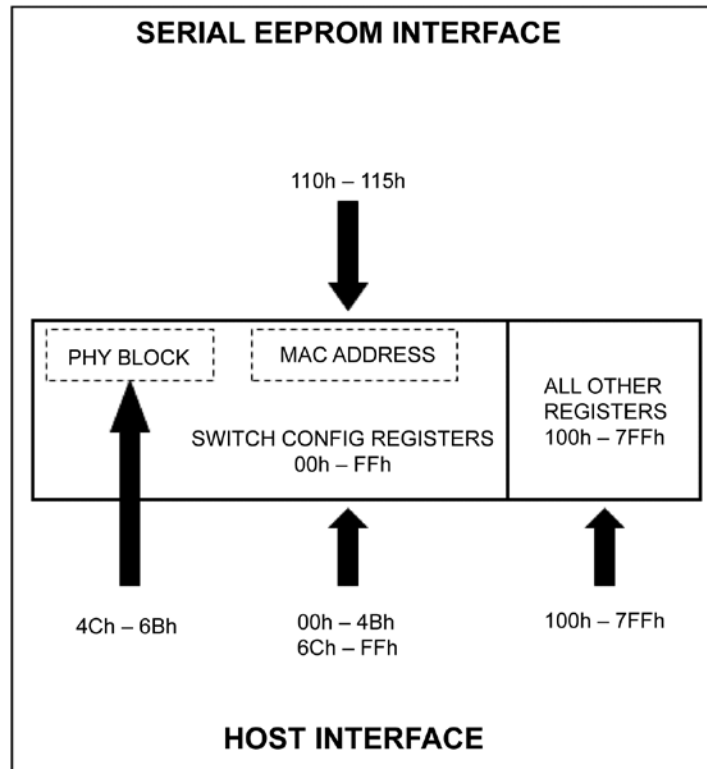 SERIAL EEPROM INTERFACE
110h – 115h
PHY BLOCK
MAC ADDRESS
ALL OTHER
REGISTERS
100h – 7FFh
SWITCH CONFIG REGISTERS
00h – FFh
4Ch – 6Bh
00h – 4Bh
6Ch – FFh
100h – 7FFh
HOST INTERFACE